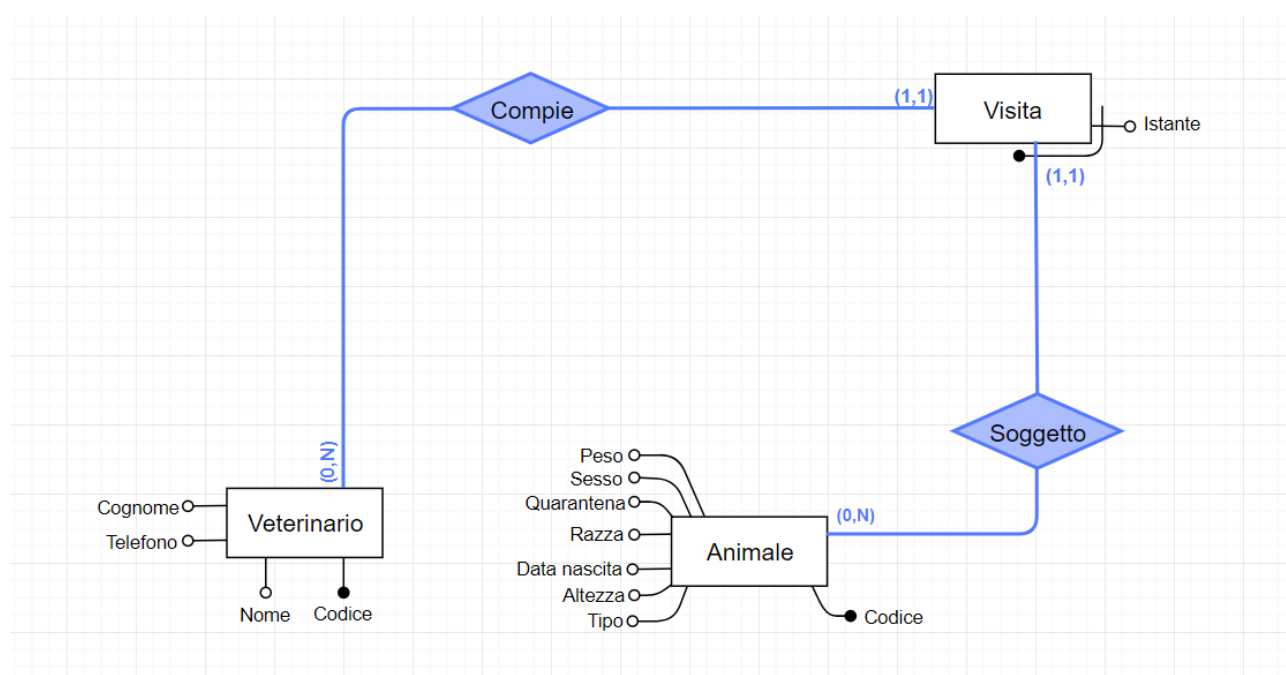 Compie
(1,1)
Visita
Istante
(1,1)
(0,N)
Soggetto
Peso
Sesso
Quarantena
(0,N)
Cognome
Veterinario
Razza
Animale
Telefono
Data nascita
Altezza
Nome
Codice
Tipo
Codice